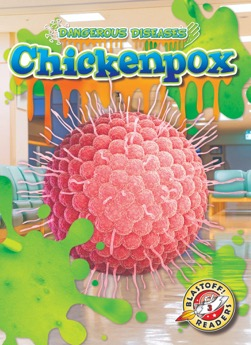 DANGEROUS DISEASES
Chickenpox
BLASTOFF!
READERS